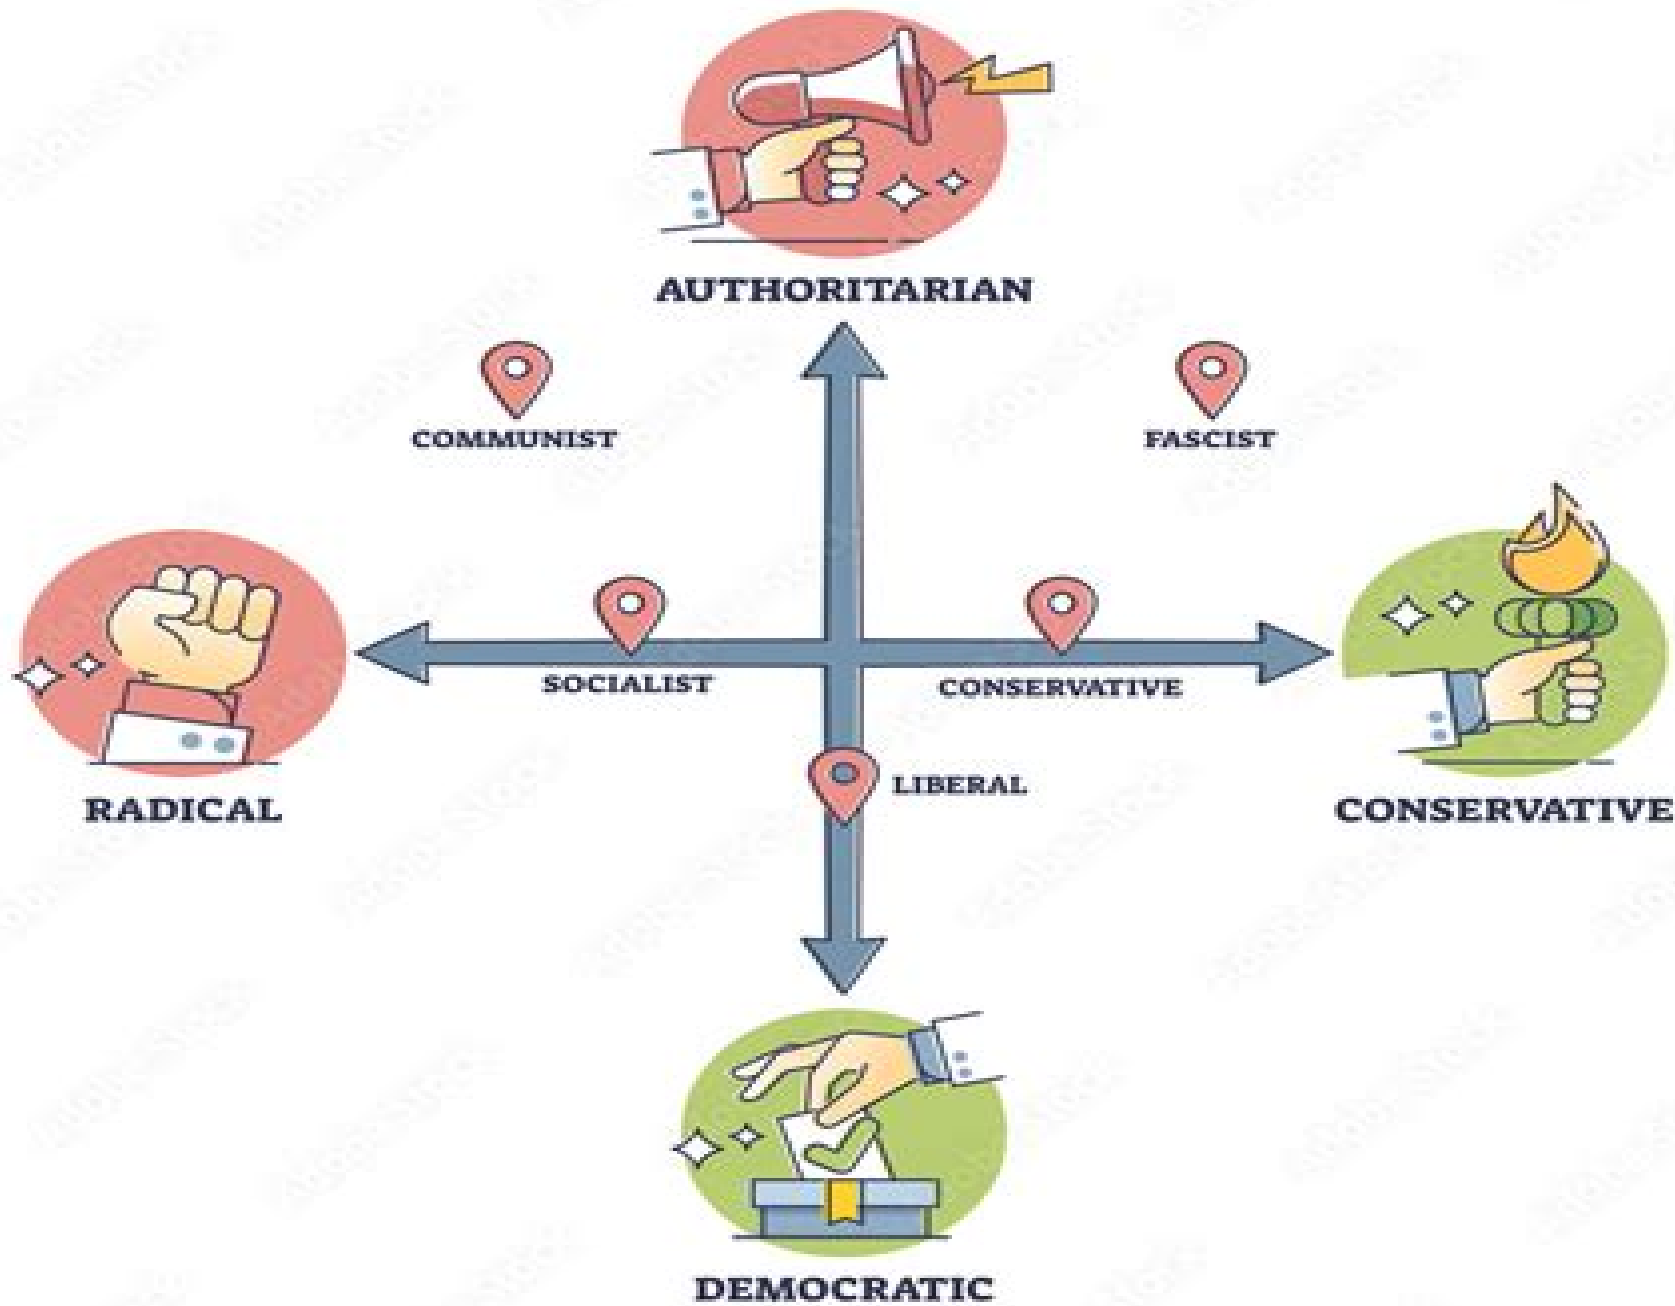 AUTHORITARIAN
COMMUNIST
FASCIST
SOCIALIST
CONSERVATIVE
LIBERAL
RADICAL
CONSERVATIVE
DEMOCRATIC